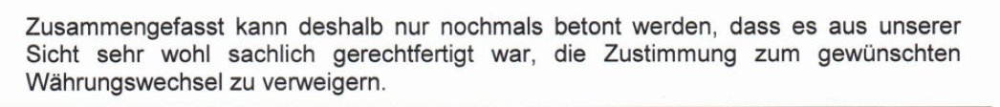 Zusammengefasst kann deshalb nur nochmals betont werden, dass es aus unserer
Sicht sehr wohl sachlich gerechtfertigt war, die Zustimmung zum gewünschten
Währungswechsel zu verweigern.